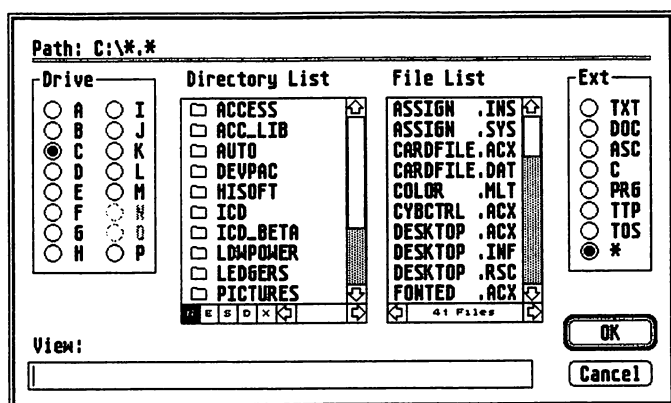 Path: C:\*.*
Drive
A I
B J
C K
D L
E M
F N
G O
H P
Directory List
ACCESS
ACC_LIB
AUTO
DEVPAC
HISOFT
ICD
ICD_BETA
LDWPOWER
LEDGERS
PICTURES
E S D X
File List
ASSIGN .INS
ASSIGN .SYS
CARDFILE.ACX
CARDFILE.DAT
COLOR .MLT
CYBCTRL .ACX
DESKTOP .ACX
DESKTOP .INF
DESKTOP .RSC
FONTED .ACX
41 Files
Ext
TXT
DOC
ASC
C
PRG
TTP
TOS
*
View:
OK
Cancel